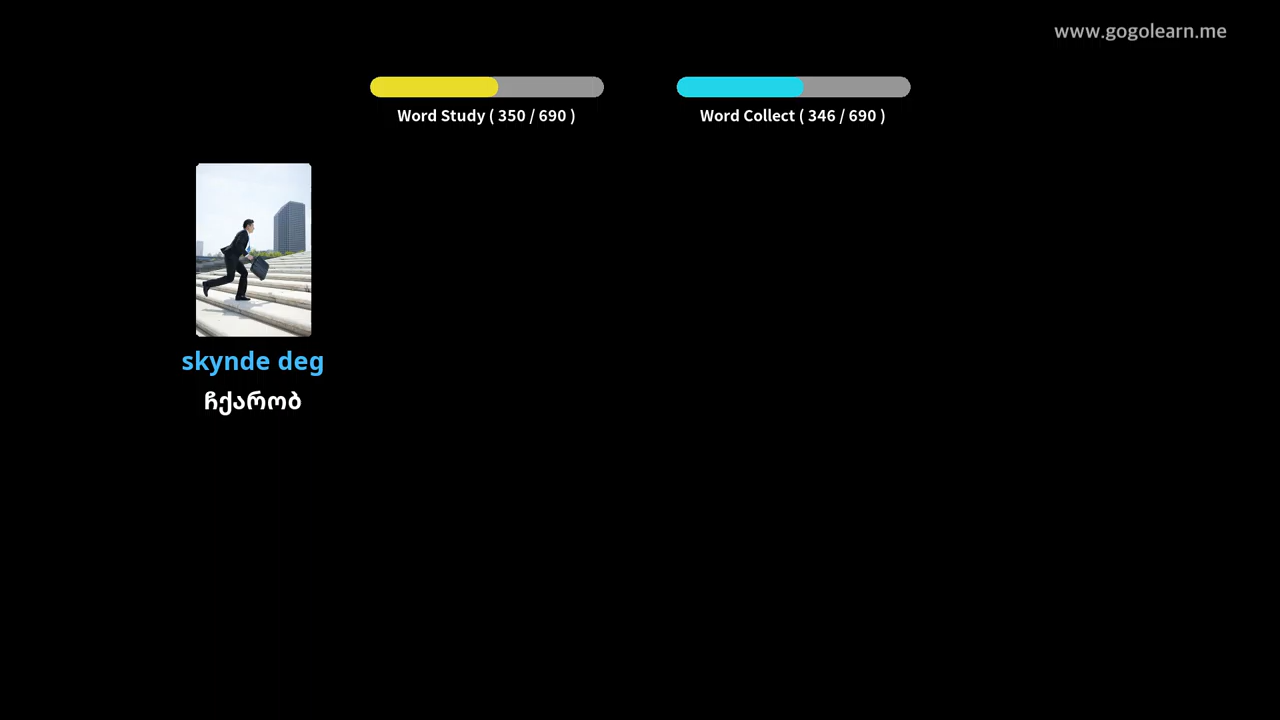 www.gogolearn.me
Word Study ( 350 / 690 )
Word Collect ( 346 / 690 )
skynde deg
ჩქარობ